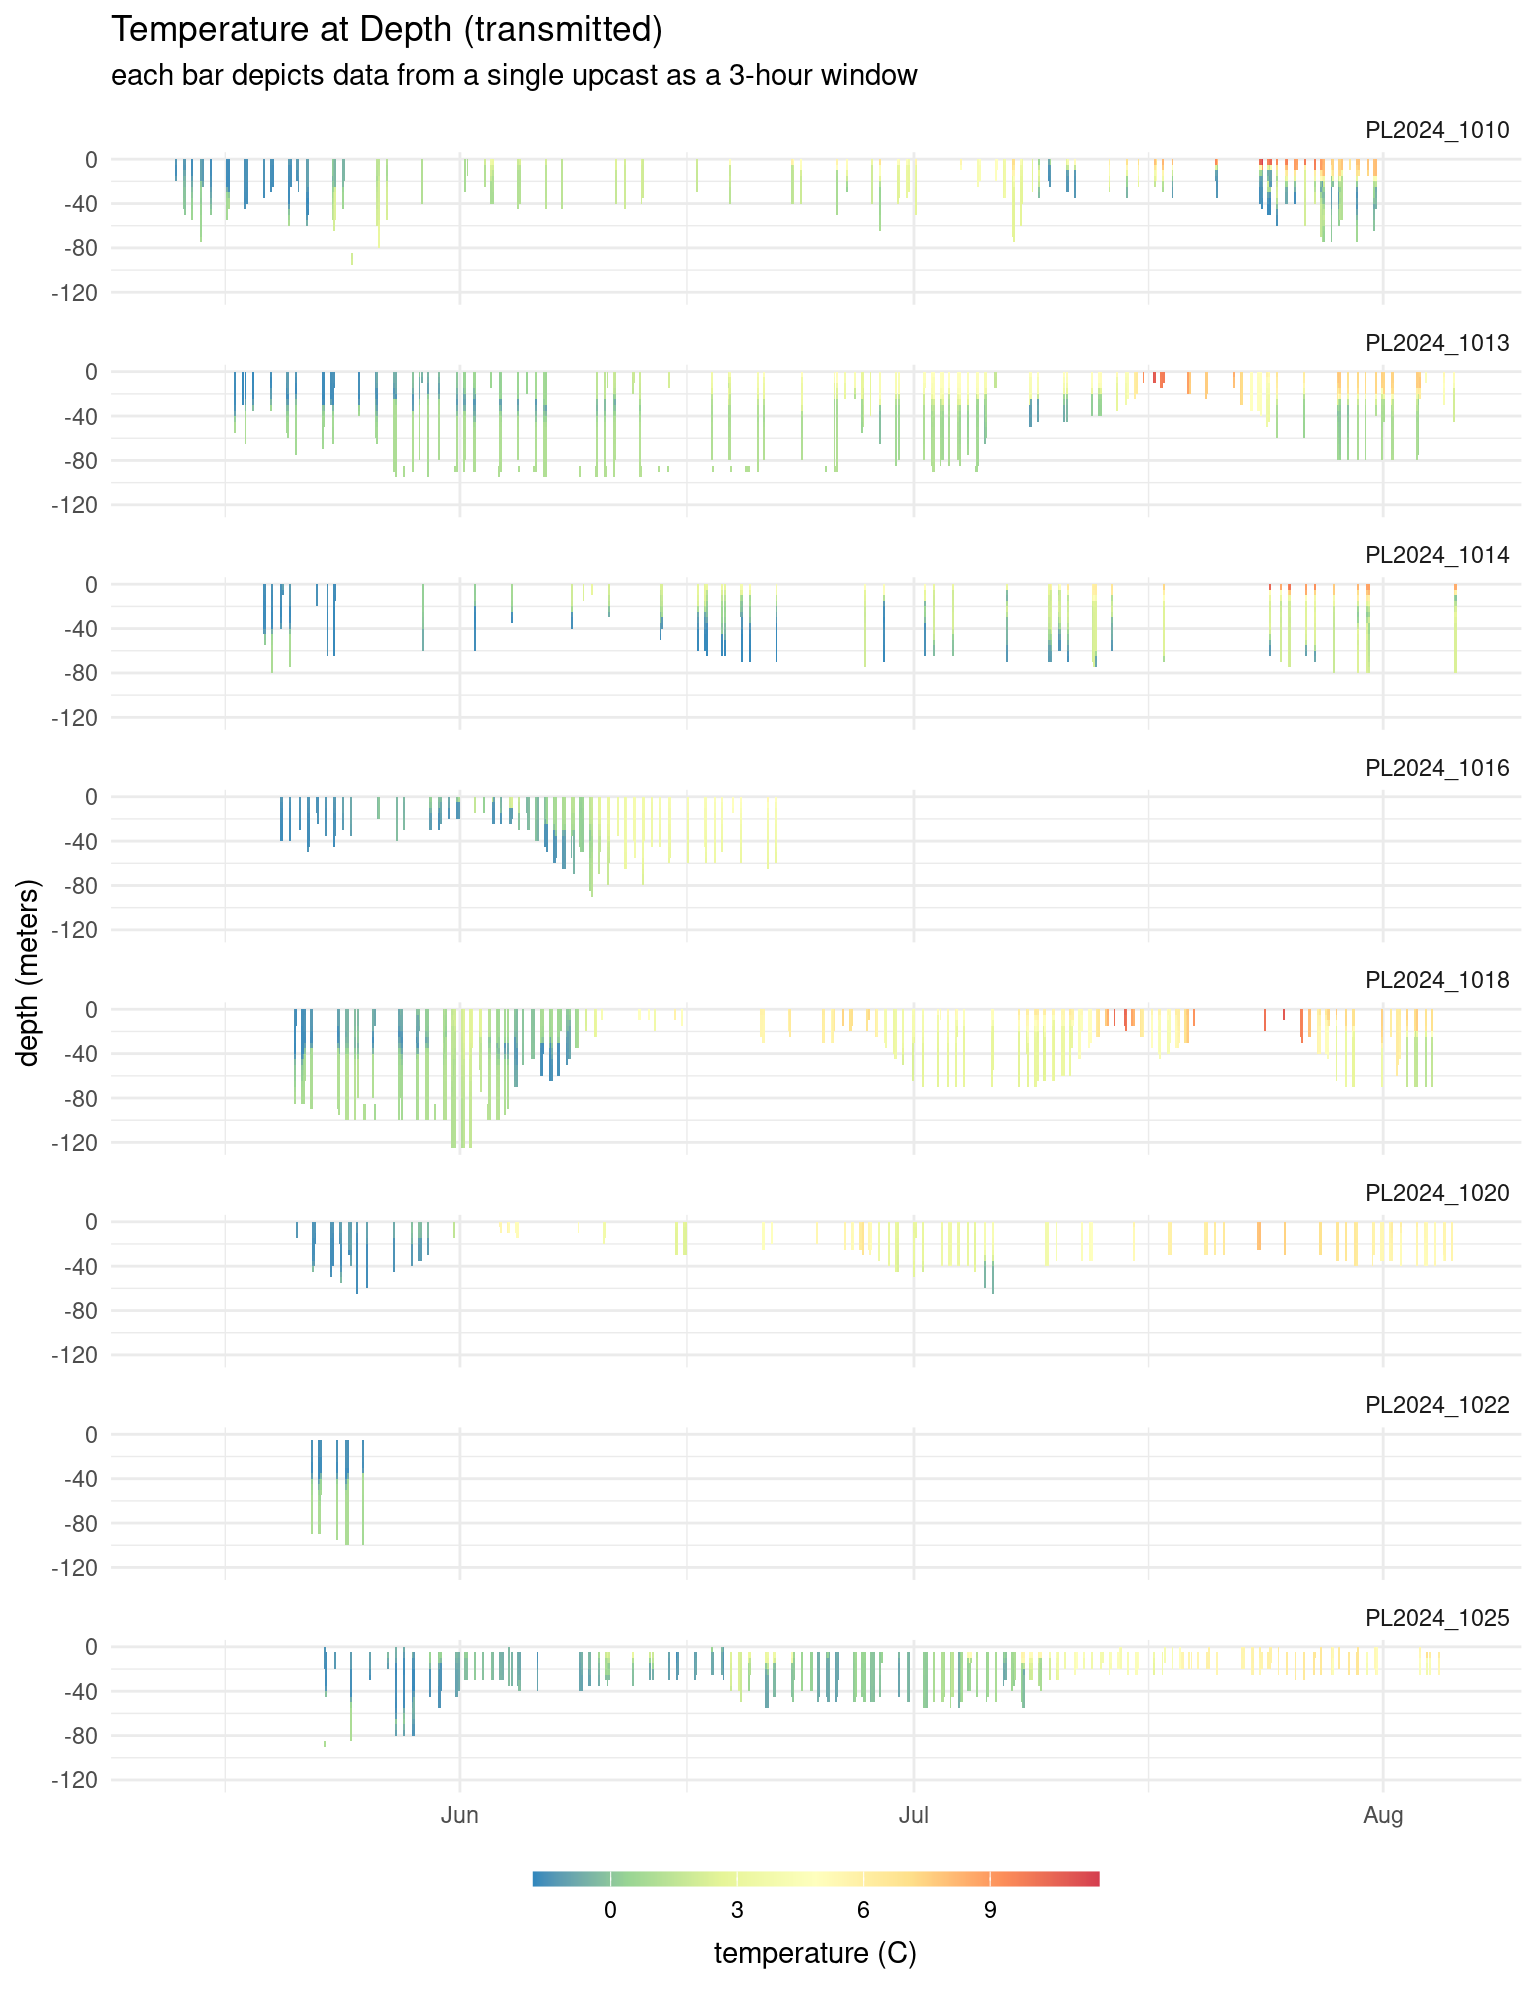 Temperature at Depth (transmitted)
each bar depicts data from a single upcast as a 3-hour window
PL2024_1010
0
-40
-80
-120
PL2024_1013
0
-40
-80
-120
PL2024_1014
0
-40
-80
-120
PL2024_1016
0
-40
-80
-120
depth (meters)
PL2024_1018
0
-40
-80
-120
PL2024_1020
0
-40
-80
-120
PL2024_1022
0
-40
-80
-120
PL2024_1025
0
-40
-80
-120
Jun Jul Aug
0 3 6 9
temperature (C)